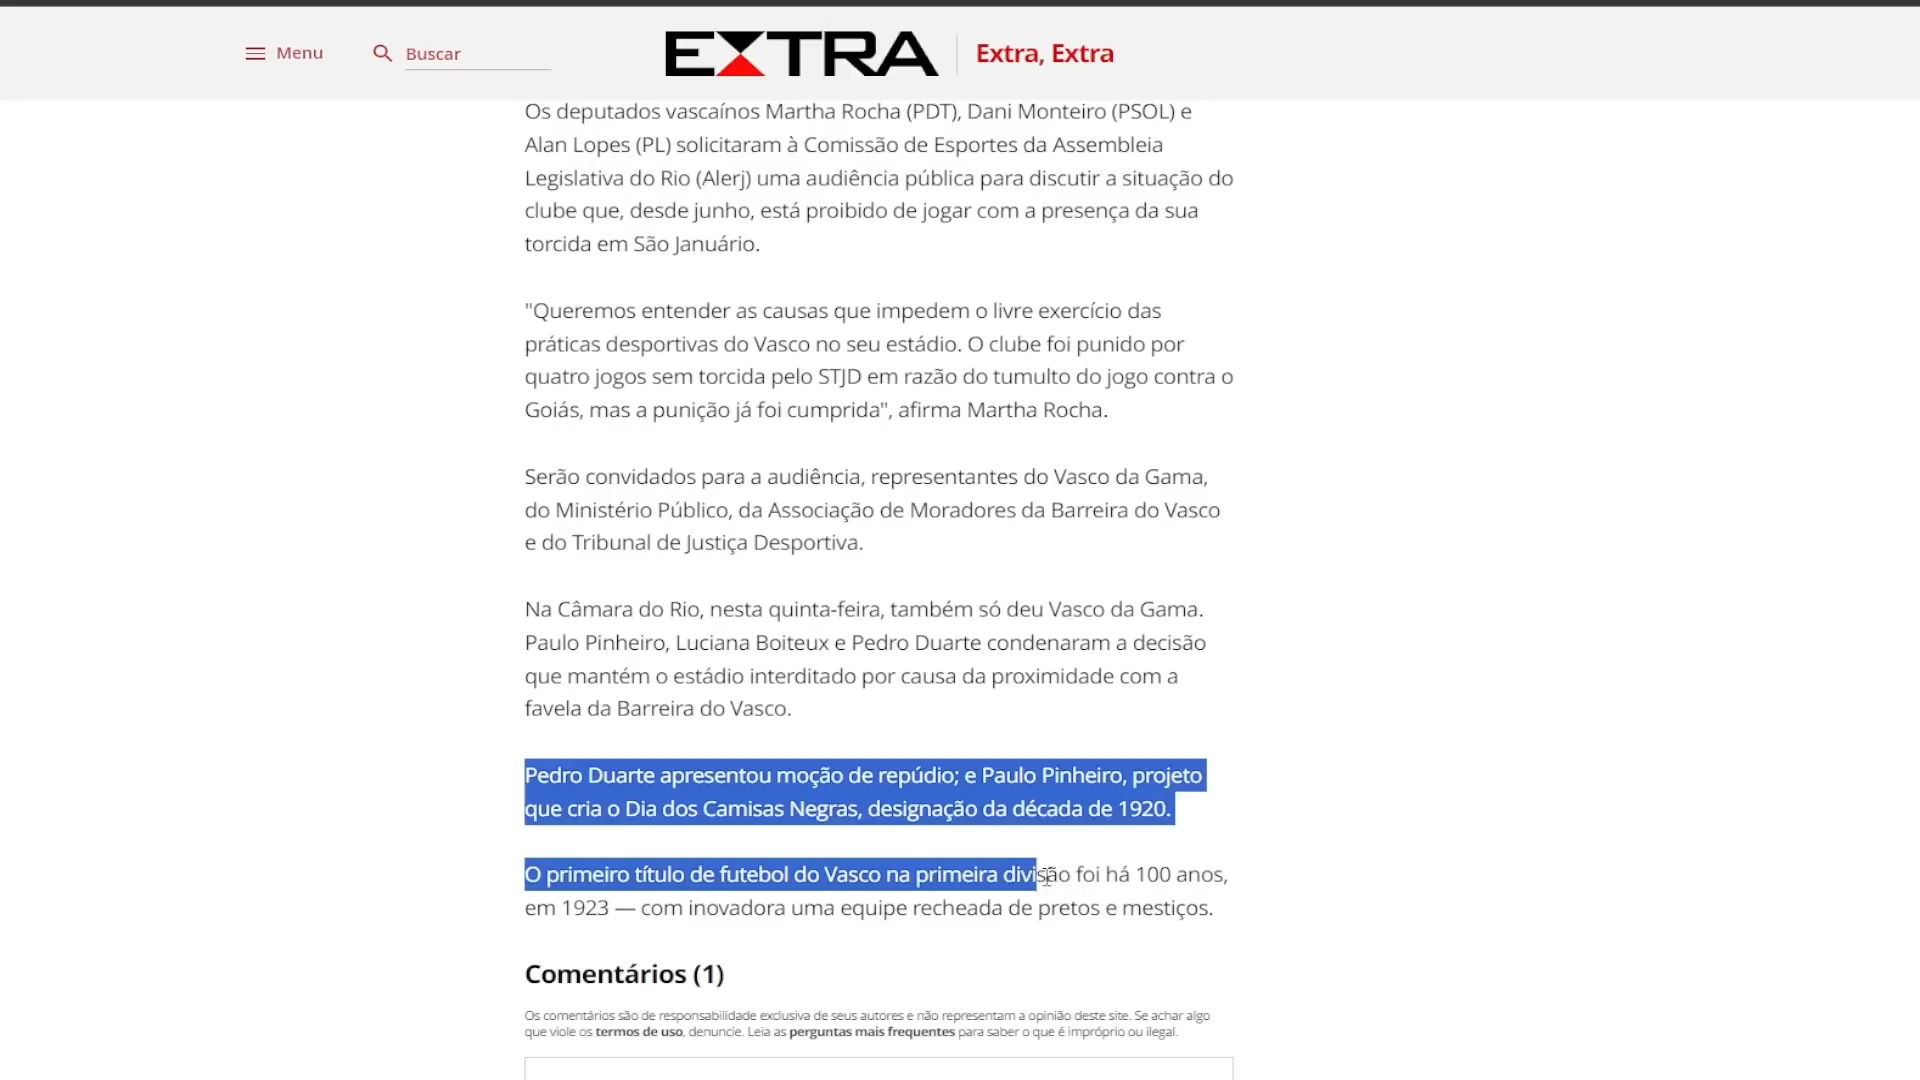 Menu
Buscar
EXTRA
Extra, Extra
Os deputados vascaínos Martha Rocha (PDT), Dani Monteiro (PSOL) e
Alan Lopes (PL) solicitaram à Comissão de Esportes da Assembleia
Legislativa do Rio (Alerj) uma audiência pública para discutir a situação do
clube que, desde junho, está proibido de jogar com a presença da sua
torcida em São Januário.
"Queremos entender as causas que impedem o livre exercício das
práticas desportivas do Vasco no seu estádio. O clube foi punido por
quatro jogos sem torcida pelo STJD em razão do tumulto do jogo contra o
Goiás, mas a punição já foi cumprida", afirma Martha Rocha.
Serão convidados para a audiência, representantes do Vasco da Gama,
do Ministério Público, da Associação de Moradores da Barreira do Vasco
e do Tribunal de Justiça Desportiva.
Na Câmara do Rio, nesta quinta-feira, também só deu Vasco da Gama.
Paulo Pinheiro, Luciana Boiteux e Pedro Duarte condenaram a decisão
que mantém o estádio interditado por causa da proximidade com a
favela da Barreira do Vasco.
Pedro Duarte apresentou moção de repúdio; e Paulo Pinheiro, projeto
que cria o Dia dos Camisas Negras, designação da década de 1920.
O primeiro título de futebol do Vasco na primeira divisão foi há 100 anos,
em 1923 — com inovadora uma equipe recheada de pretos e mestiços.
Comentários (1)
Os comentários são de responsabilidade exclusiva de seus autores e não representam a opinião deste site. Se achar algo
que viole os termos de uso, denuncie. Leia as perguntas mais frequentes para saber o que é impróprio ou ilegal.